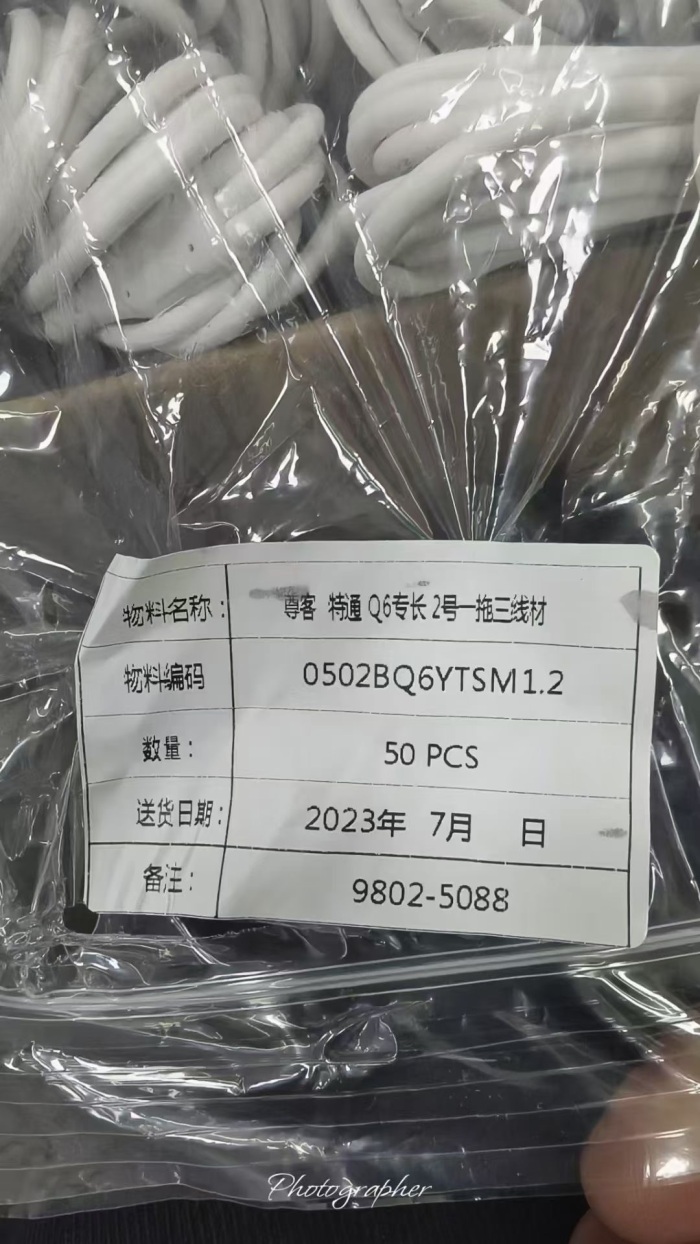 物料名称： 尊客 特通 Q6专长 2号一拖三线材
物料编码 0502BQ6YTSM1.2
数量： 50 PCS
送货日期： 2023年 7月 日
备注： 9802-5088
Photographer